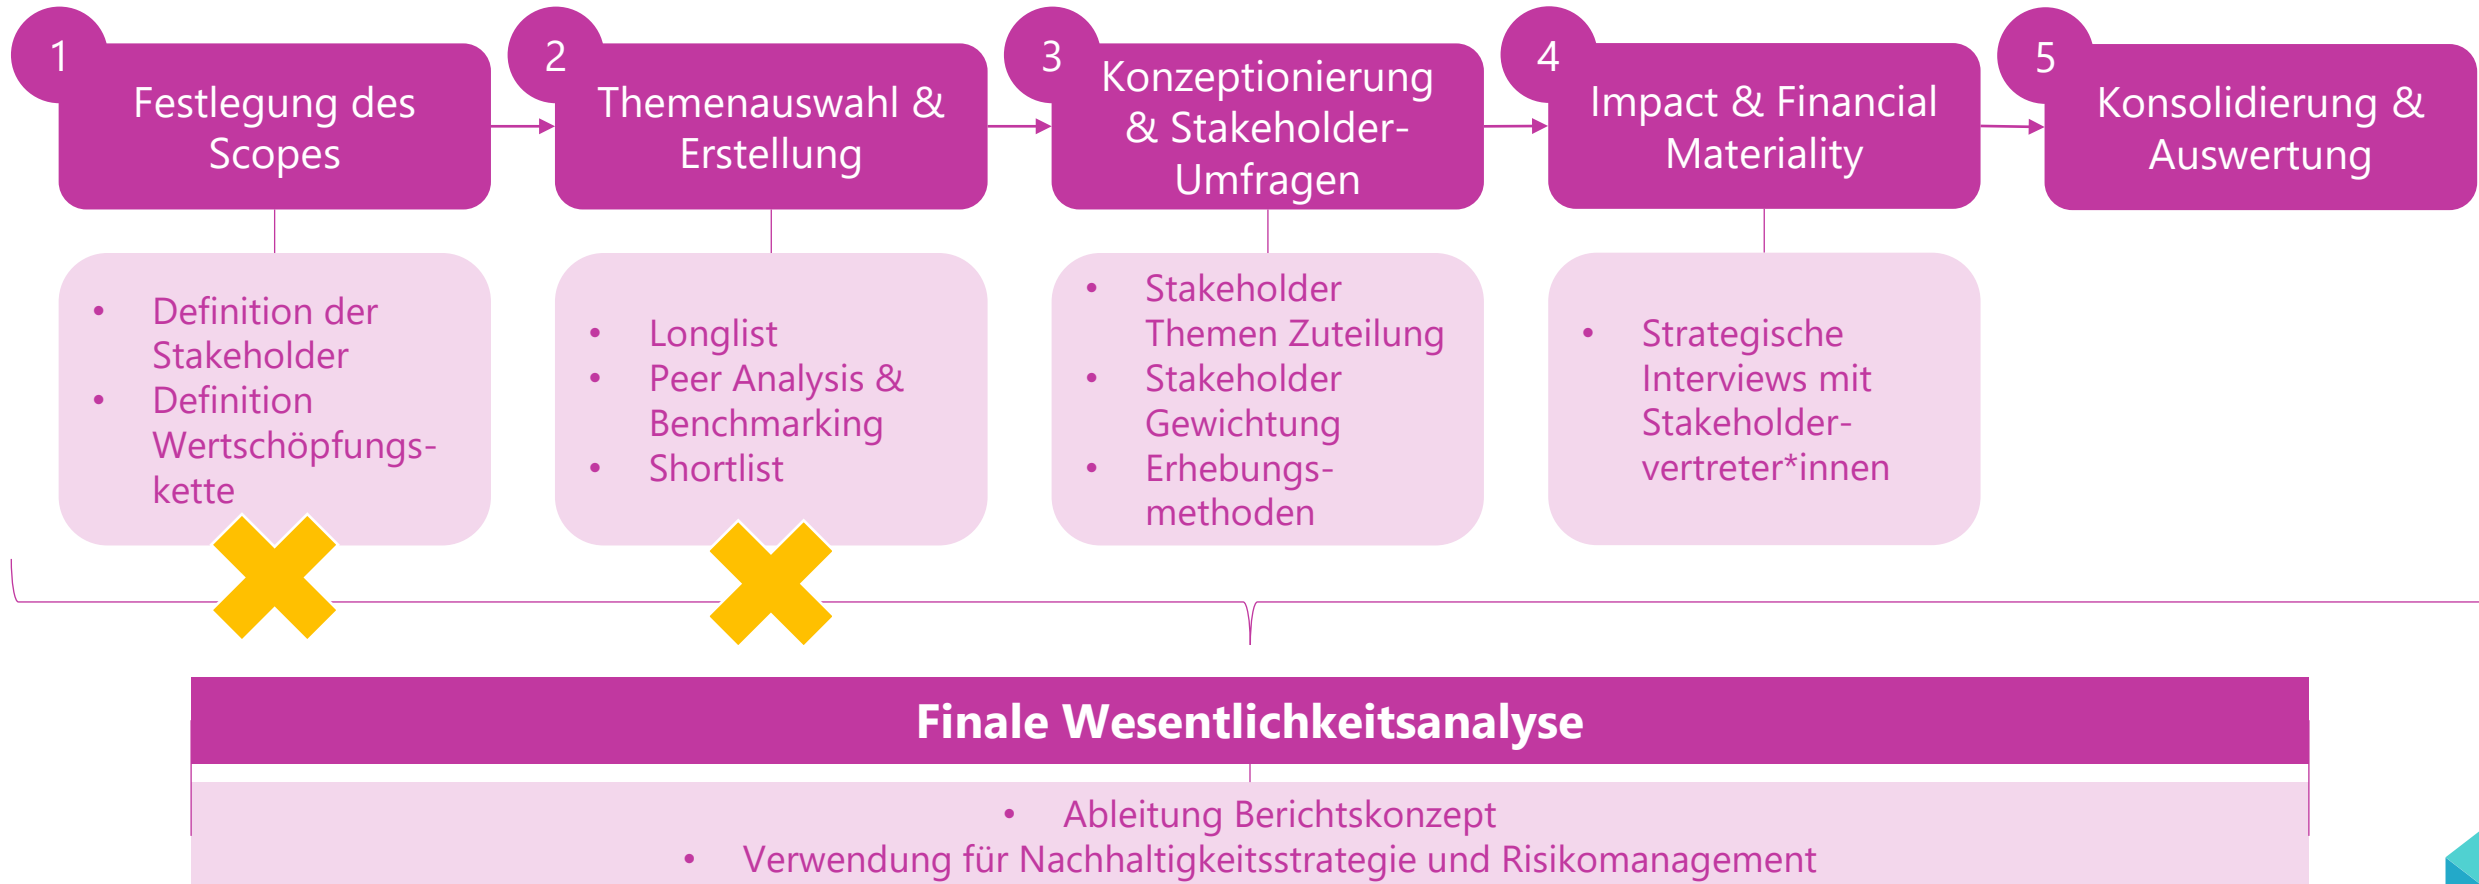 1
Festlegung des
Scopes
2
Themenauswahl &
Erstellung
3
Konzeptionierung
& Stakeholder-
Umfragen
4
Impact & Financial
Materiality
5
Konsolidierung &
Auswertung
• Definition der
Stakeholder
• Definition
Wertschöpfungs-
kette
• Longlist
• Peer Analysis &
Benchmarking
• Shortlist
• Stakeholder
Themen Zuteilung
• Stakeholder
Gewichtung
• Erhebungs-
methoden
• Strategische
Interviews mit
Stakeholder-
vertreter*innen
Finale Wesentlichkeitsanalyse
• Ableitung Berichtskonzept
• Verwendung für Nachhaltigkeitsstrategie und Risikomanagement